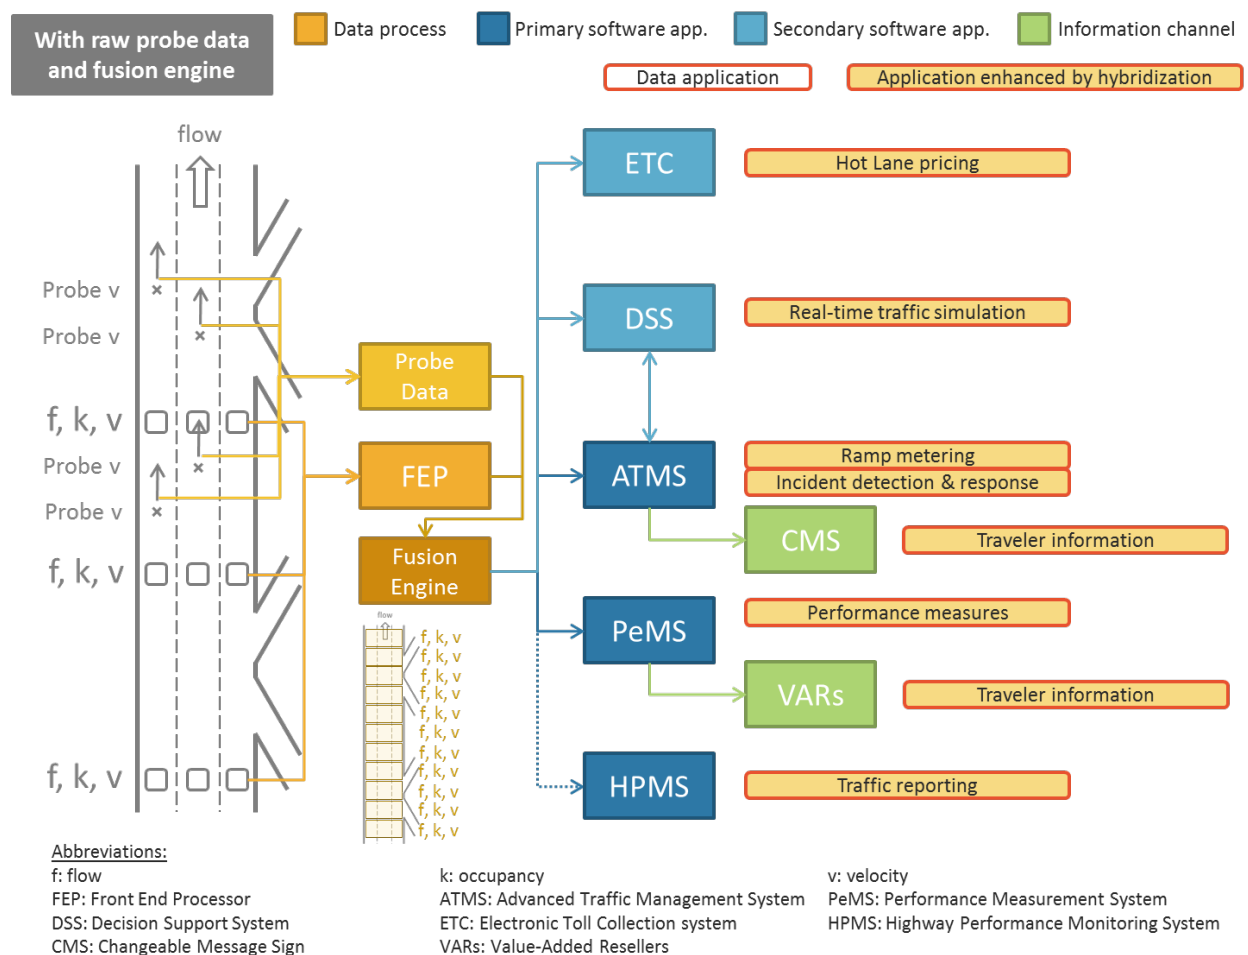 With raw probe data
and fusion engine
Data process
Primary software app.
Secondary software app.
Information channel
Data application
Application enhanced by hybridization
flow
ETC
Hot Lane pricing
Probe v
DSS
Real-time traffic simulation
Probe v
Probe
Data
f, k, v
Probe v
FEP
ATMS
Ramp metering
Incident detection & response
Probe v
CMS
Traveler information
Fusion
Engine
f, k, v
flow
PeMS
Performance measures
f, k, v
f, k, v
f, k, v
f, k, v
f, k, v
f, k, v
f, k, v
f, k, v
f, k, v
f, k, v
f, k, v
VARs
Traveler information
f, k, v
HPMS
Traffic reporting
Abbreviations:
f: flow
k: occupancy
v: velocity
FEP: Front End Processor
ATMS: Advanced Traffic Management System
PeMS: Performance Measurement System
DSS: Decision Support System
ETC: Electronic Toll Collection system
HPMS: Highway Performance Monitoring System
CMS: Changeable Message Sign
VARs: Value-Added Resellers